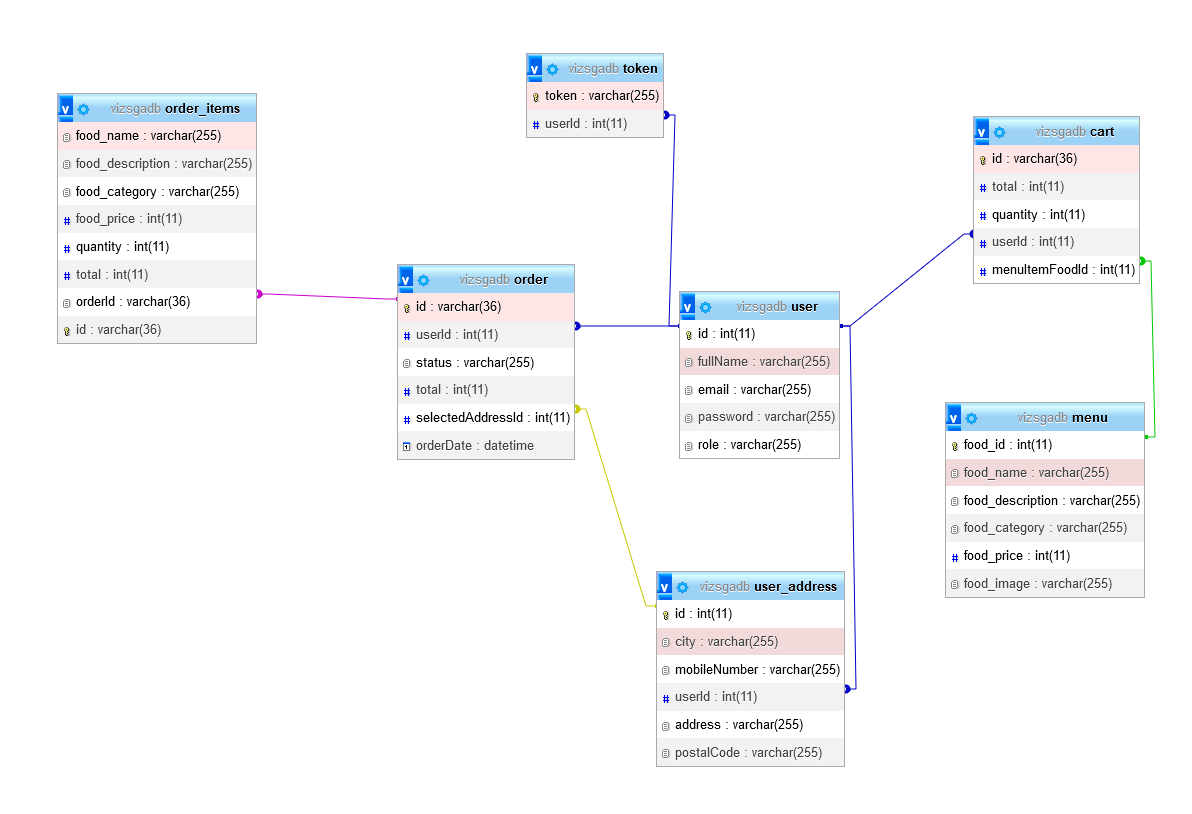 vizsgadb token
token : varchar(255)
userId : int(11)
vizsgadb order_items
food_name : varchar(255)
food_description : varchar(255)
food_category : varchar(255)
food_price : int(11)
quantity : int(11)
total : int(11)
orderId : varchar(36)
id : varchar(36)
vizsgadb cart
id : varchar(36)
total : int(11)
quantity : int(11)
userId : int(11)
menuItemFoodId : int(11)
vizsgadb order
id : varchar(36)
userId : int(11)
status : varchar(255)
total : int(11)
selectedAddressId : int(11)
orderDate : datetime
vizsgadb user
id : int(11)
fullName : varchar(255)
email : varchar(255)
password : varchar(255)
role : varchar(255)
vizsgadb menu
food_id : int(11)
food_name : varchar(255)
food_description : varchar(255)
food_category : varchar(255)
food_price : int(11)
food_image : varchar(255)
vizsgadb user_address
id : int(11)
city : varchar(255)
mobileNumber : varchar(255)
userId : int(11)
address : varchar(255)
postalCode : varchar(255)